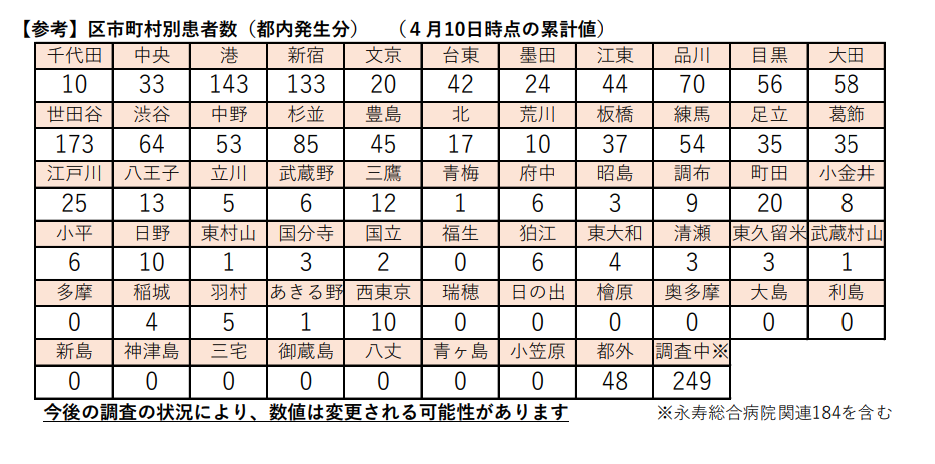 【参考】区市町村別患者数（都内発生分）　（４月10日時点の累計値）
千代田 中央 港 新宿 文京 台東 墨田 江東 品川 目黒 大田
10 33 143 133 20 42 24 44 70 56 58
世田谷 渋谷 中野 杉並 豊島 北 荒川 板橋 練馬 足立 葛飾
173 64 53 85 45 17 10 37 54 35 35
江戸川 八王子 立川 武蔵野 三鷹 青梅 府中 昭島 調布 町田 小金井
25 13 5 6 12 1 6 3 9 20 8
小平 日野 東村山 国分寺 国立 福生 狛江 東大和 清瀬 東久留米 武蔵村山
6 10 1 3 2 0 6 4 3 3 1
多摩 稲城 羽村 あきる野 西東京 瑞穂 日の出 檜原 奥多摩 大島 利島
0 4 5 1 10 0 0 0 0 0 0
新島 神津島 三宅 御蔵島 八丈 青ヶ島 小笠原 都外 調査中※
0 0 0 0 0 0 0 48 249
今後の調査の状況により、数値は変更される可能性があります ※永寿総合病院関連184を含む